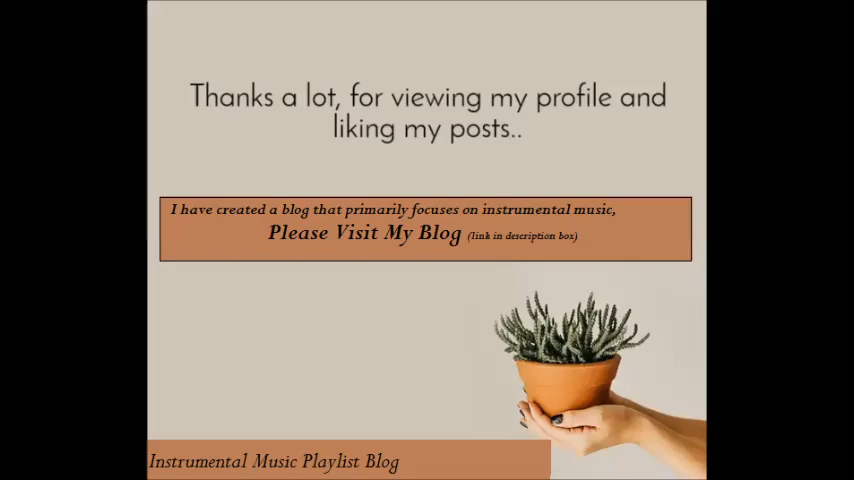 Thanks a lot, for viewing my profile and
liking my posts..
I have created a blog that primarily focuses on instrumental music,
Please Visit My Blog (link in description box)
Instrumental Music Playlist Blog